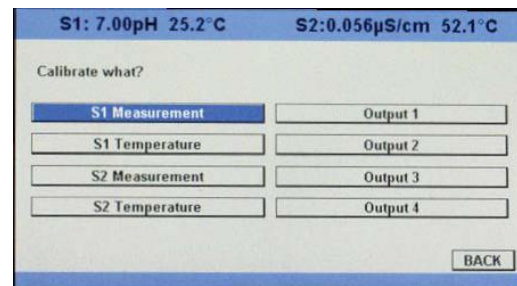 S1: 7.00pH 25.2°C S2:0.056µS/cm 52.1°C
Calibrate what?
S1 Measurement Output 1
S1 Temperature Output 2
S2 Measurement Output 3
S2 Temperature Output 4
BACK